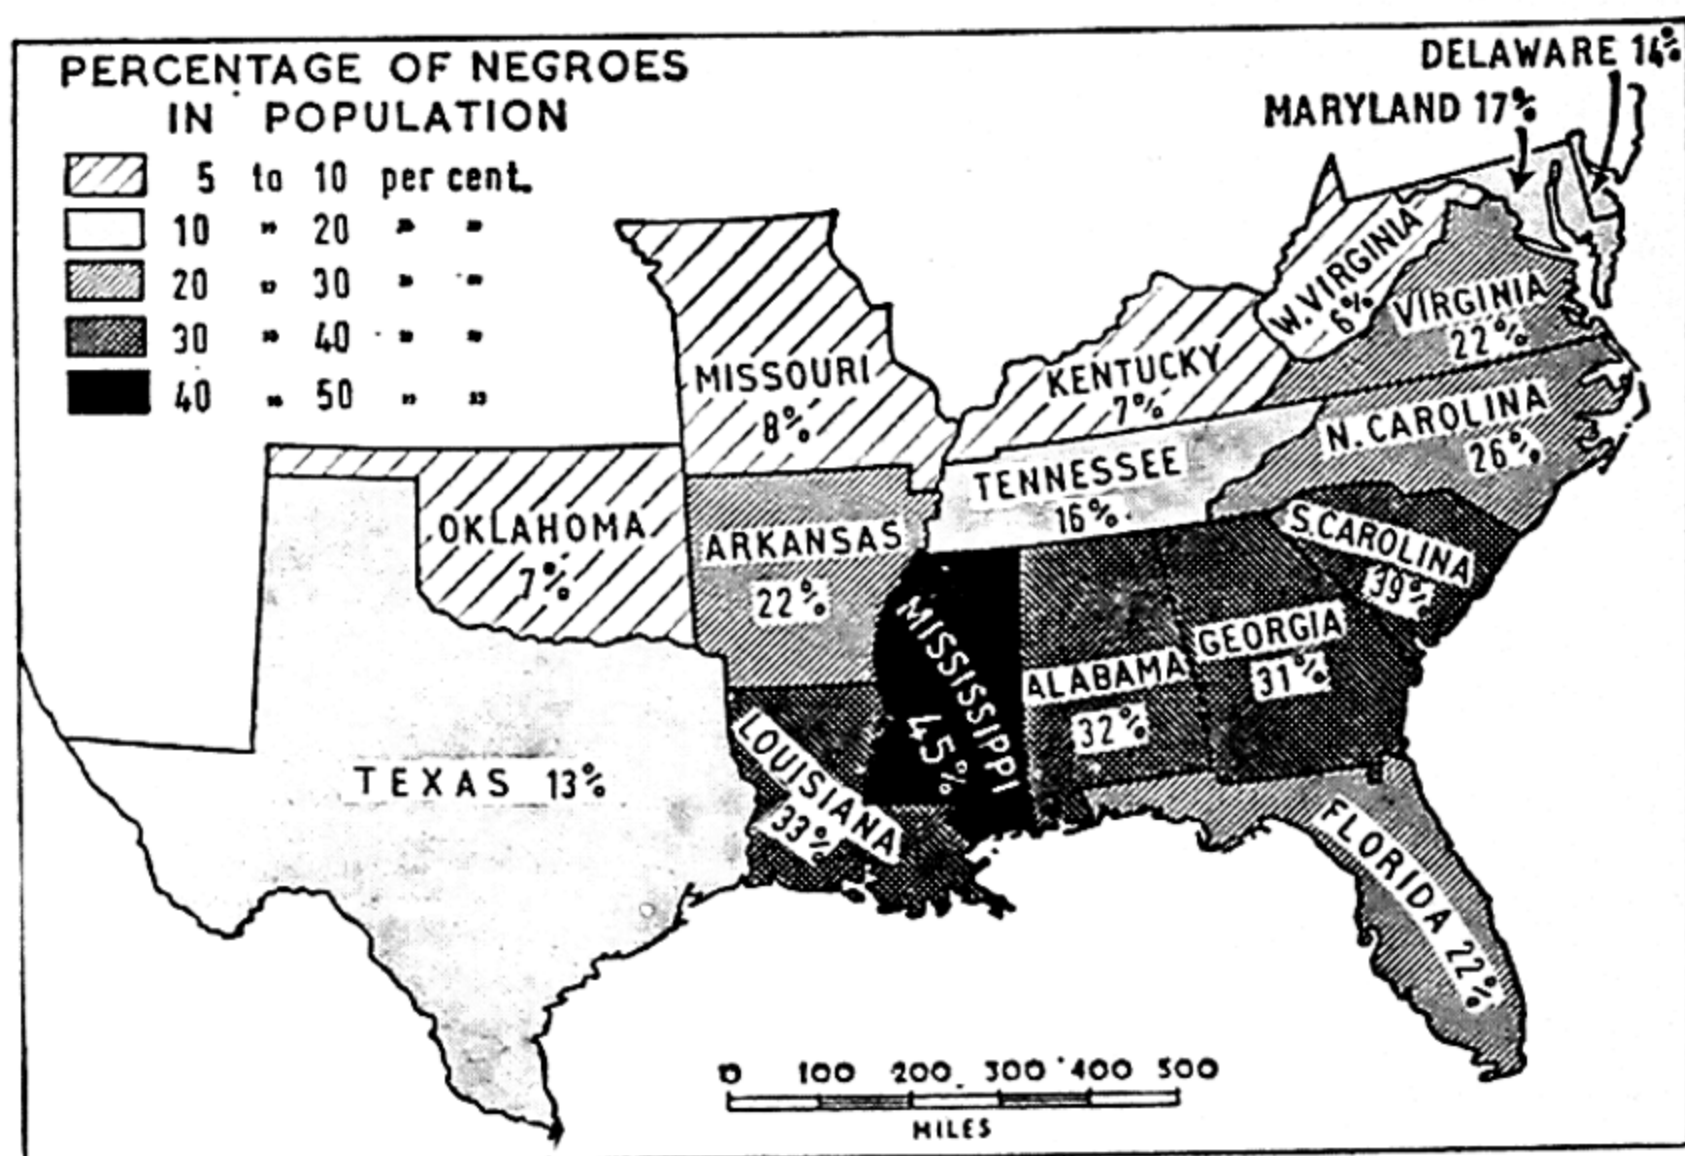 PERCENTAGE OF NEGROES
IN POPULATION
5 to 10 per cent.
10 " 20 " "
20 " 30 " "
30 " 40 " "
40 " 50 " "
DELAWARE 14%
MARYLAND 17%
W. VIRGINIA
6%
VIRGINIA
22%
MISSOURI
8%
KENTUCKY
7%
N. CAROLINA
26%
TENNESSEE
16%
OKLAHOMA
7%
ARKANSAS
22%
S. CAROLINA
39%
MISSISSIPPI
45%
GEORGIA
31%
ALABAMA
32%
LOUISIANA
33%
TEXAS 13%
FLORIDA 22%
0 100 200 300 400 500
MILES